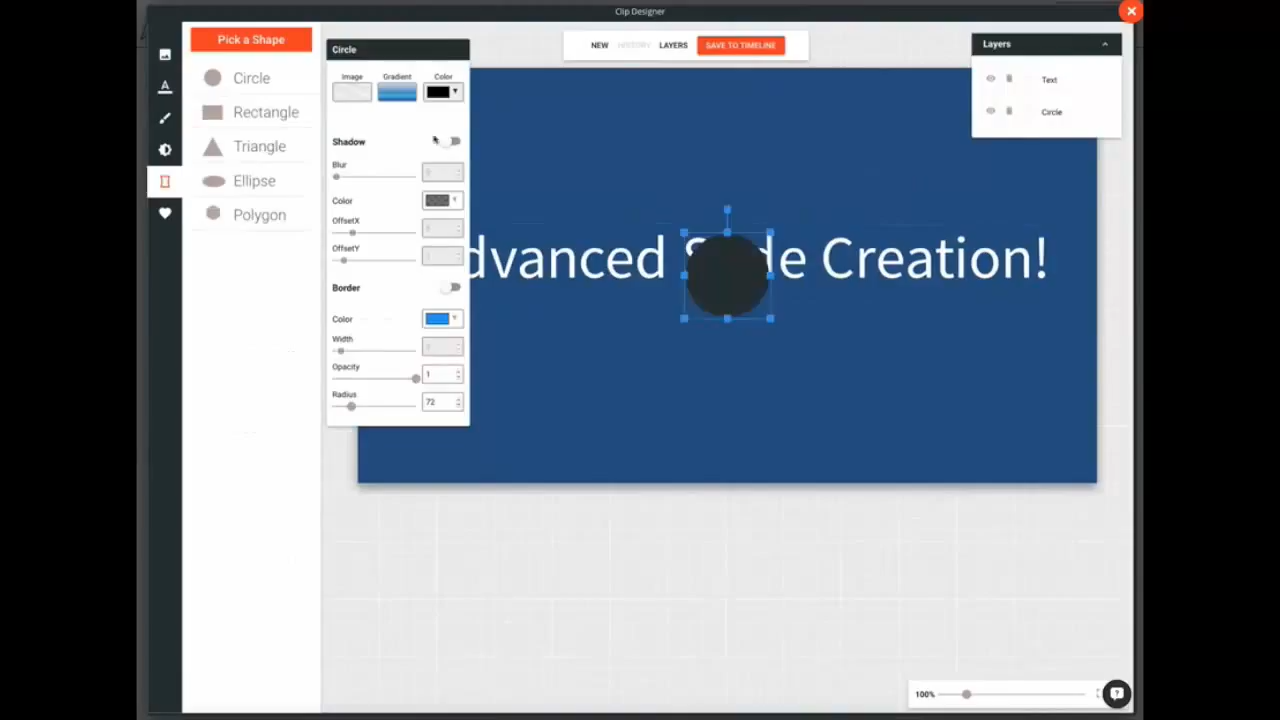 Clip Designer
Pick a Shape
Circle
Rectangle
Triangle
Ellipse
Polygon
Circle
Image Gradient Color
Shadow
Blur
Color
OffsetX
OffsetY
Border
Color
Width
Opacity
1
Radius
72
NEW HISTORY LAYERS SAVE TO TIMELINE
Layers
Text
Circle
dvanced S de Creation!
100%